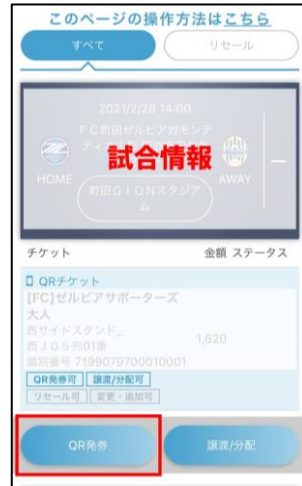 このページの操作方法はこちら
すべて
リセール
2021/2/28 14:00
FC町田ゼルビア対モンテ
ディ
試合情報
HOME
AWAY
町田GIONスタジア
ム
チケット 金額 ステータス
QRチケット
[FC]ゼルビアサポーターズ
大人
西サイドスタンド_
西J05列01番
1,620
識別番号 7199079700010001
QR発券可 譲渡/分配可
リセール可 変更・追加可
QR発券
譲渡/分配